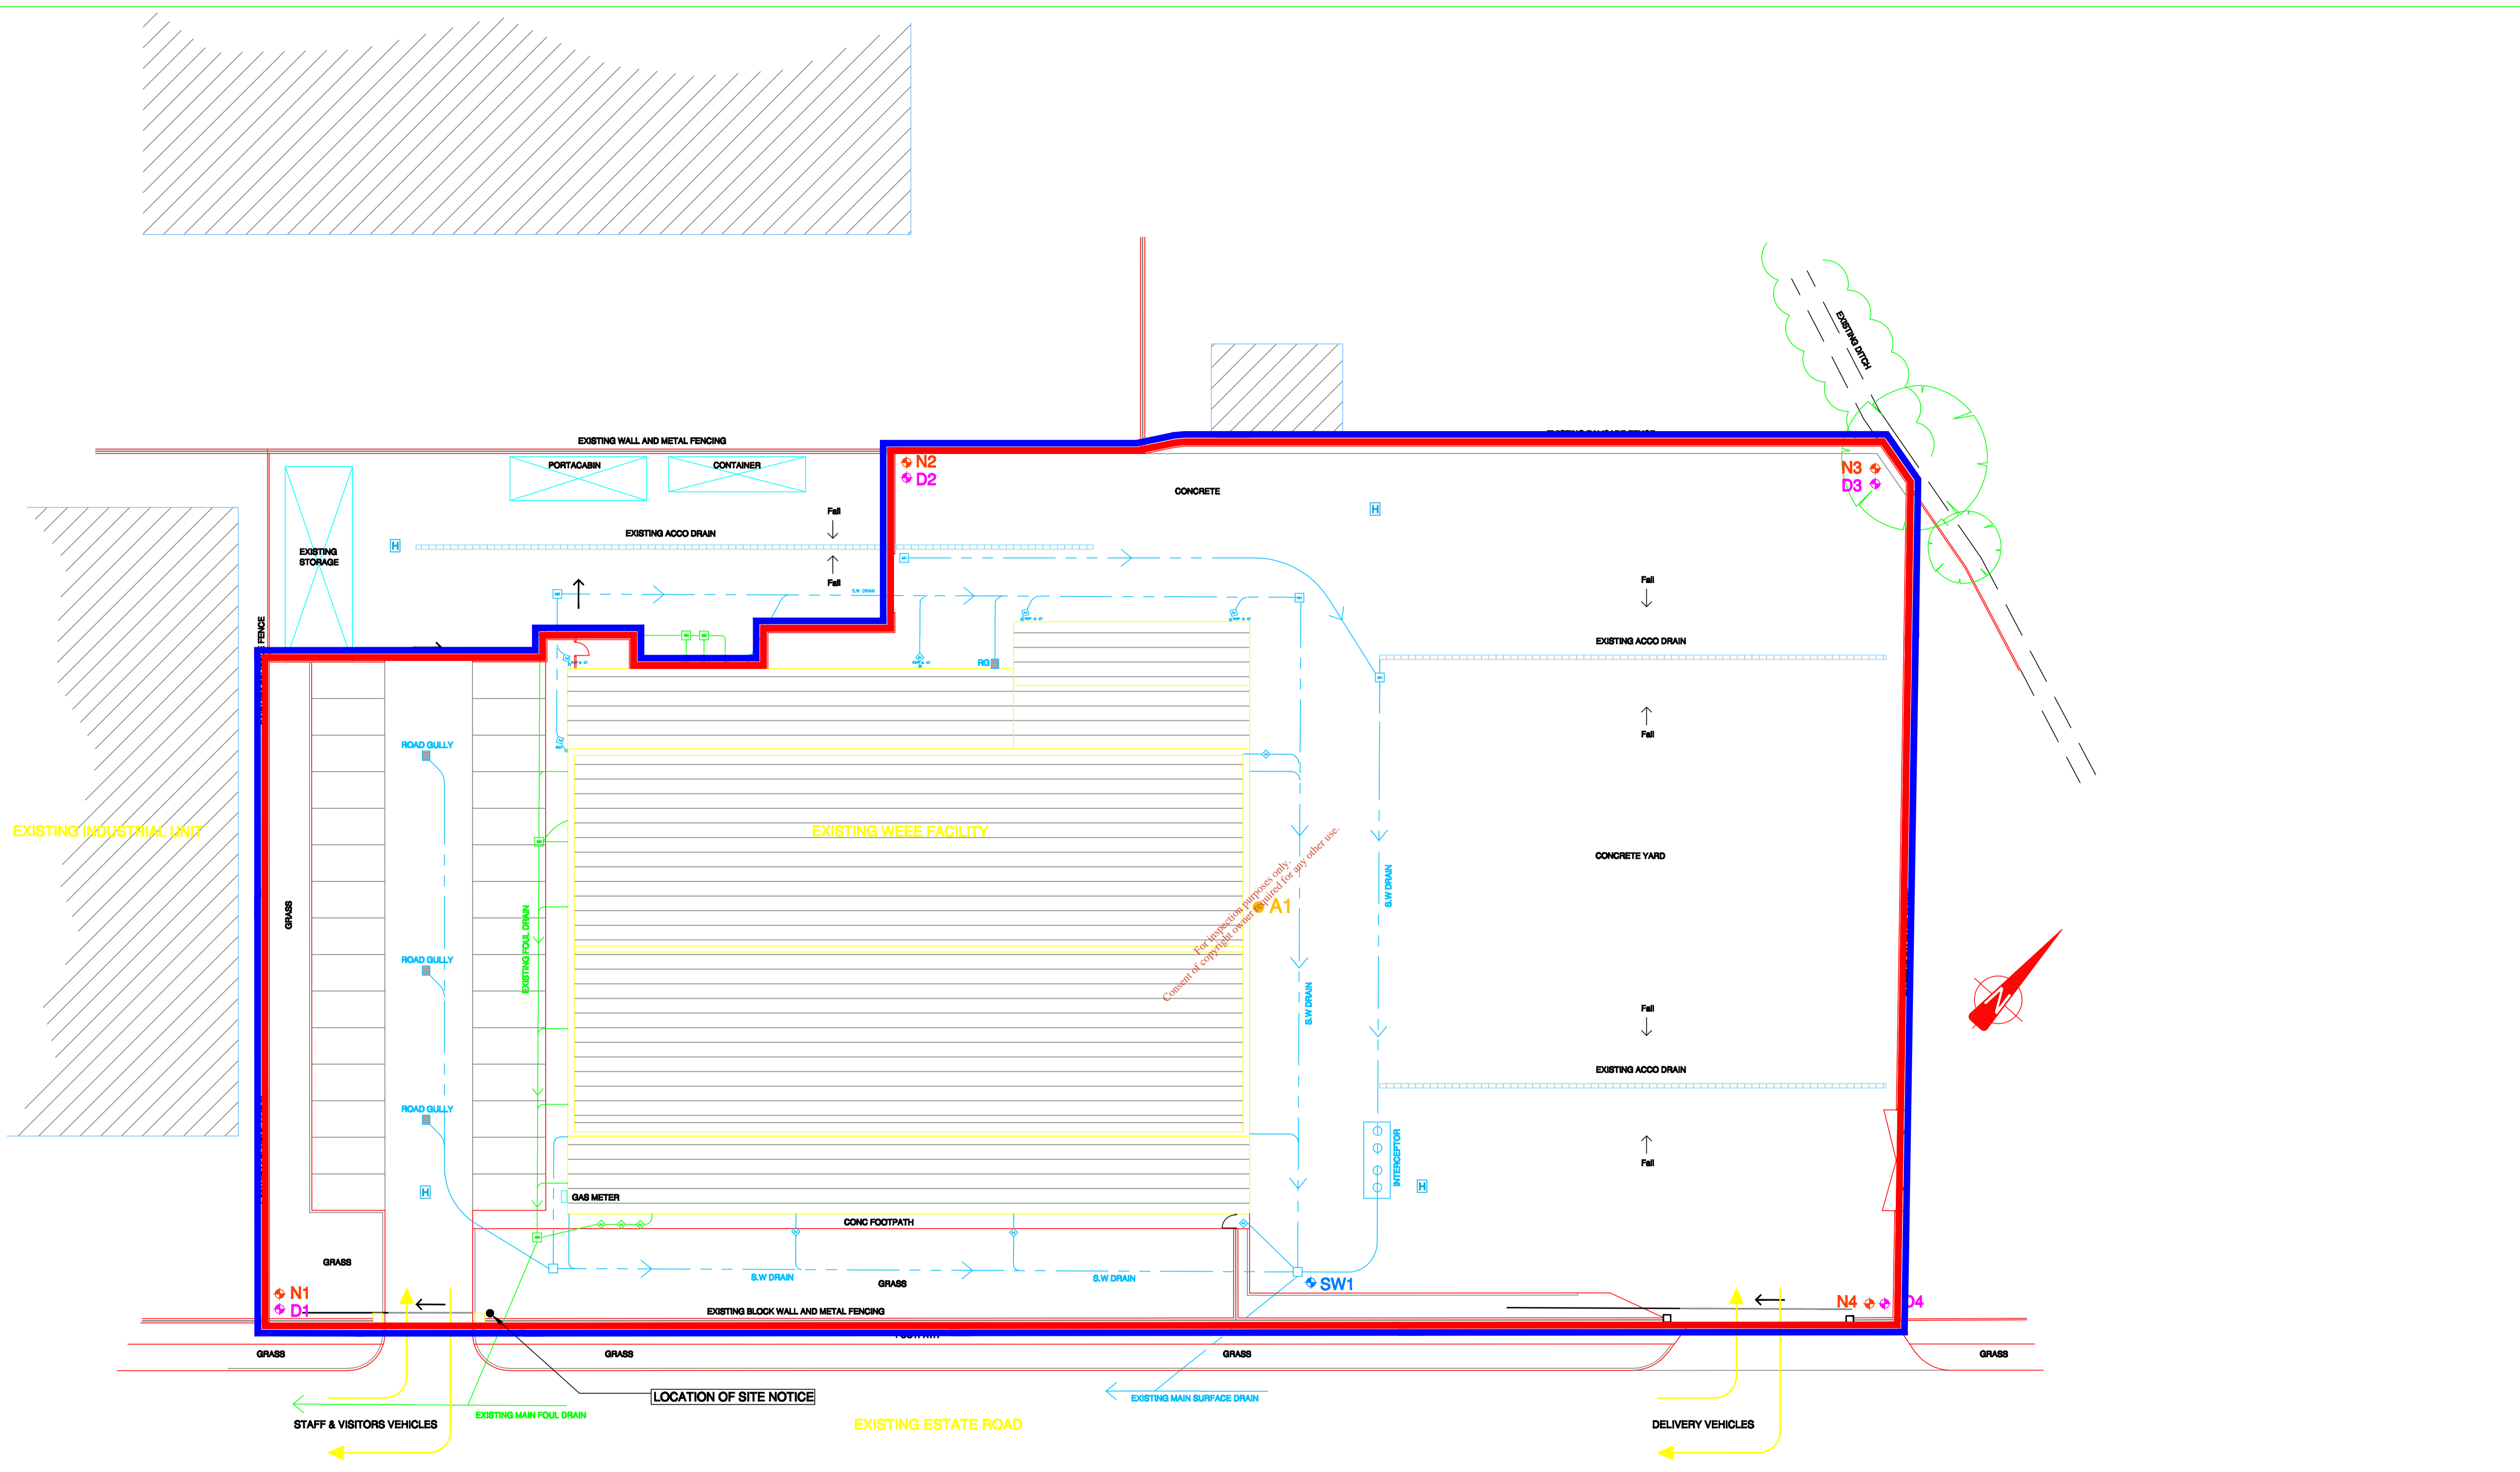 EXISTING DITCH
EXISTING WALL AND METAL FENCING
PORTACABIN
CONTAINER
N2
D2
N3
D3
CONCRETE
H
H
Fall
EXISTING ACCO DRAIN
EXISTING
STORAGE
Fall
Fall
S.W DRAIN
FENCE
EXISTING ACCO DRAIN
RG
Fall
ROAD GULLY
EXISTING INDUSTRIAL UNIT
EXISTING WEEE FACILITY
For inspection purposes only.
Consent of copyright owner required for any other use.
CONCRETE YARD
S.W DRAIN
A1
GRASS
EXISTING FOUL DRAIN
ROAD GULLY
S.W DRAIN
N
Fall
EXISTING ACCO DRAIN
ROAD GULLY
INTERCEPTOR
Fall
H
H
GAS METER
CONC FOOTPATH
GRASS
S.W DRAIN
GRASS
S.W DRAIN
SW1
N1
D1
N4
D4
EXISTING BLOCK WALL AND METAL FENCING
GRASS
GRASS
GRASS
GRASS
LOCATION OF SITE NOTICE
EXISTING MAIN SURFACE DRAIN
EXISTING MAIN FOUL DRAIN
STAFF & VISITORS VEHICLES
EXISTING ESTATE ROAD
DELIVERY VEHICLES